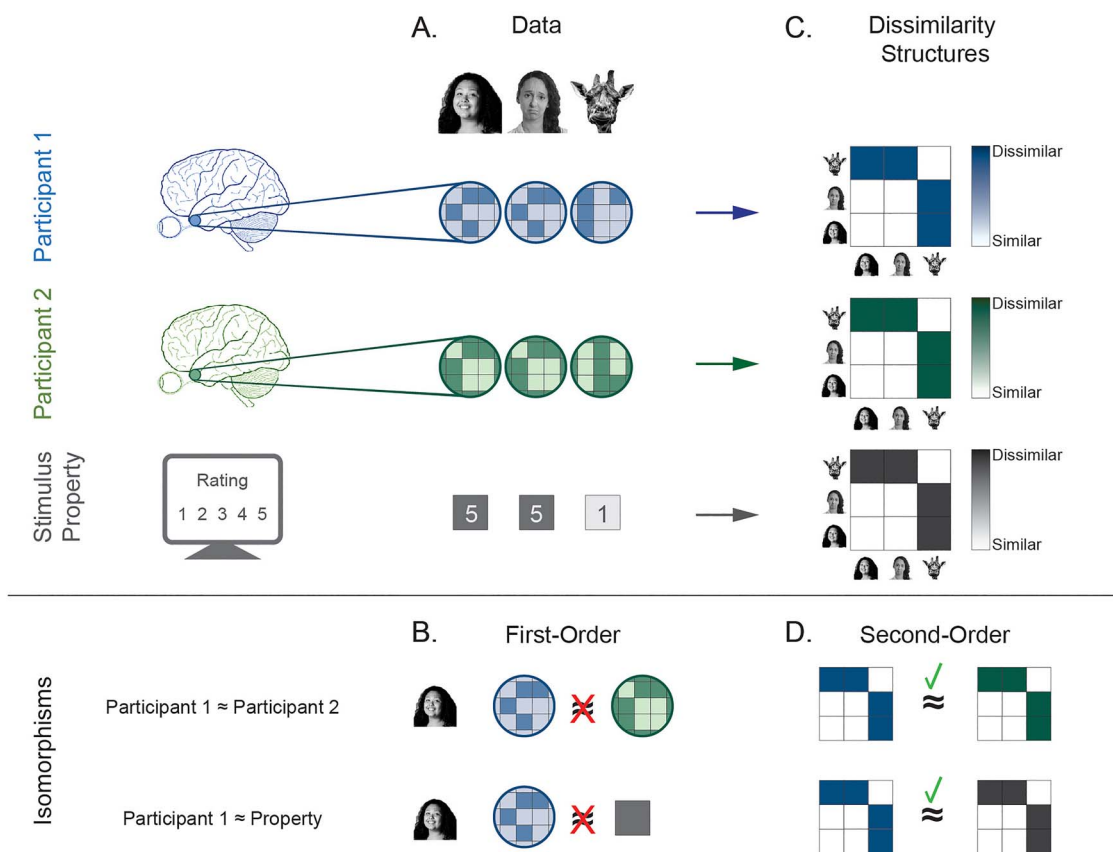 A.
Data
C.
Dissimilarity
Structures
Participant 1
Dissimilar
Similar
Participant 2
Dissimilar
Similar
Stimulus
Property
Rating
1 2 3 4 5
5
5
1
Dissimilar
Similar
Isomorphisms
B.
First-Order
D.
Second-Order
Participant 1 ≈ Participant 2
≈
≈
Participant 1 ≈ Property
≈
≈